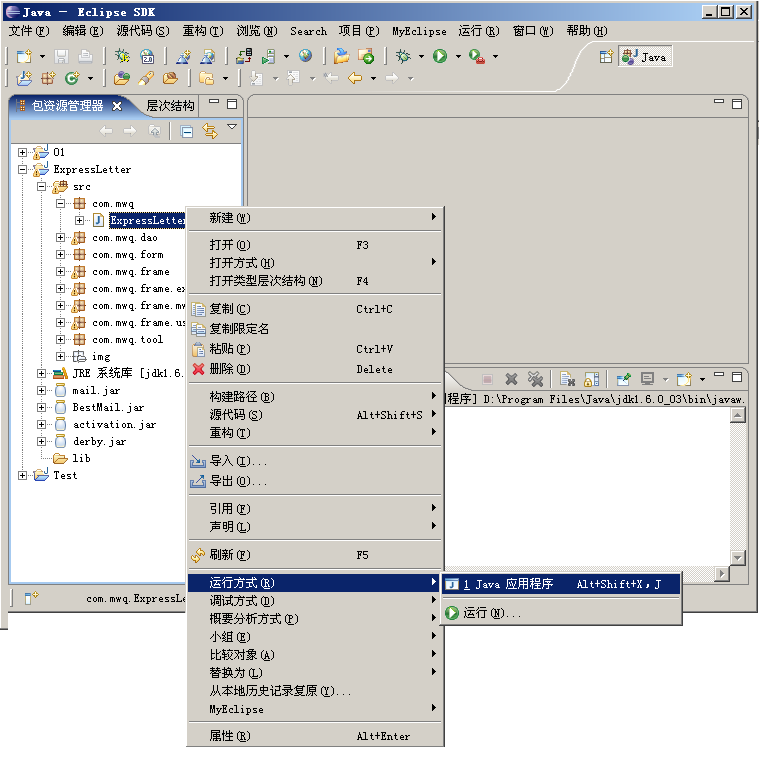 Java - Eclipse SDK
文件(F) 编辑(E) 源代码(S) 重构(T) 浏览(N) Search 项目(P) MyEclipse 运行(R) 窗口(W) 帮助(H)
2.0
Java
包资源管理器 层次结构
01
ExpressLetter
src
com.mwq
ExpressLetter
com.mwq.dao
com.mwq.form
com.mwq.frame
com.mwq.frame.ex
com.mwq.frame.mw
com.mwq.frame.us
com.mwq.tool
img
JRE 系统库 [jdk1.6.
mail.jar
BestMail.jar
activation.jar
derby.jar
lib
Test
新建(W)
打开(O) F3
打开方式(H)
打开类型层次结构(N) F4
复制(C) Ctrl+C
复制限定名
粘贴(P) Ctrl+V
删除(D) Delete
构建路径(B)
源代码(S) Alt+Shift+S
重构(T)
导入(I)...
导出(O)...
引用(F)
声明(L)
刷新(F) F5
运行方式(R)
调试方式(D)
概要分析方式(P)
小组(E)
比较对象(A)
替换为(L)
从本地历史记录复原(Y)...
MyEclipse
属性(R) Alt+Enter
1 Java 应用程序 Alt+Shift+X, J
运行(N)...
程序] D:\Program Files\Java\jdk1.6.0_03\bin\javaw.
com.mwq.ExpressLe